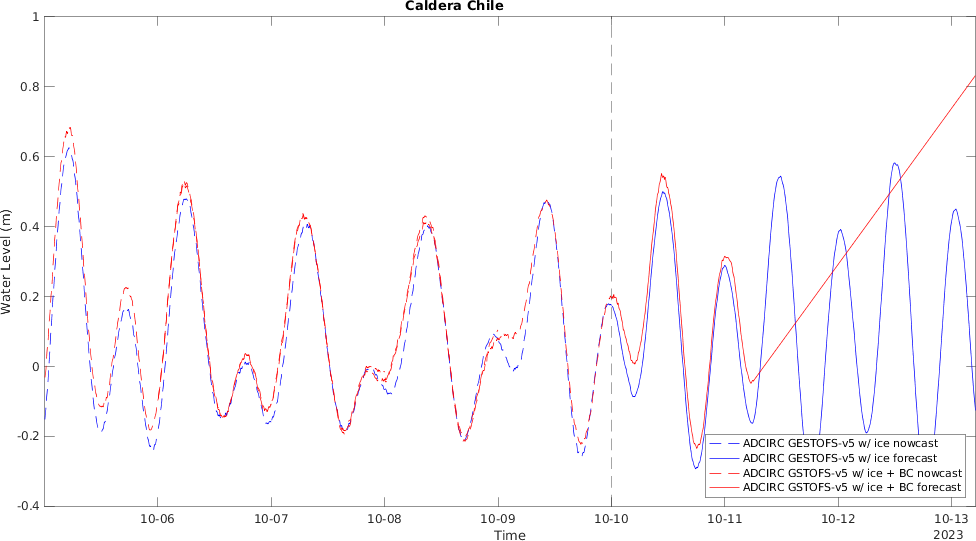 Caldera Chile
1
0.8
0.6
0.4
0.2
0
-0.2
-0.4
Water Level (m)
10-06 10-07 10-08 10-09 10-10 10-11 10-12 10-13
2023
Time
ADCIRC GESTOFS-v5 w/ ice nowcast
ADCIRC GESTOFS-v5 w/ ice forecast
ADCIRC GSTOFS-v5 w/ ice + BC nowcast
ADCIRC GSTOFS-v5 w/ ice + BC forecast